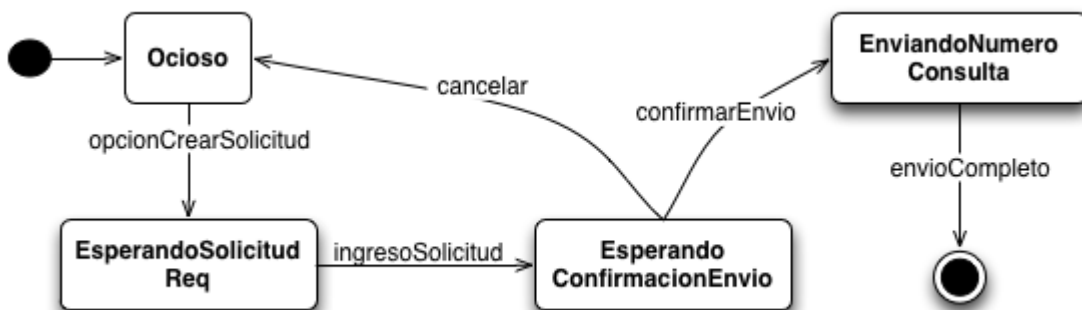 Ocioso
EnviandoNumero
Consulta
cancelar
confirmarEnvio
opcionCrearSolicitud
envioCompleto
EsperandoSolicitud
Req
ingresoSolicitud
Esperando
ConfirmacionEnvio